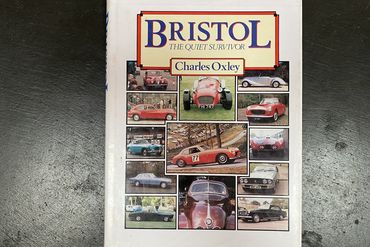 BRISTOL
THE QUIET SURVIVOR
Charles Oxley